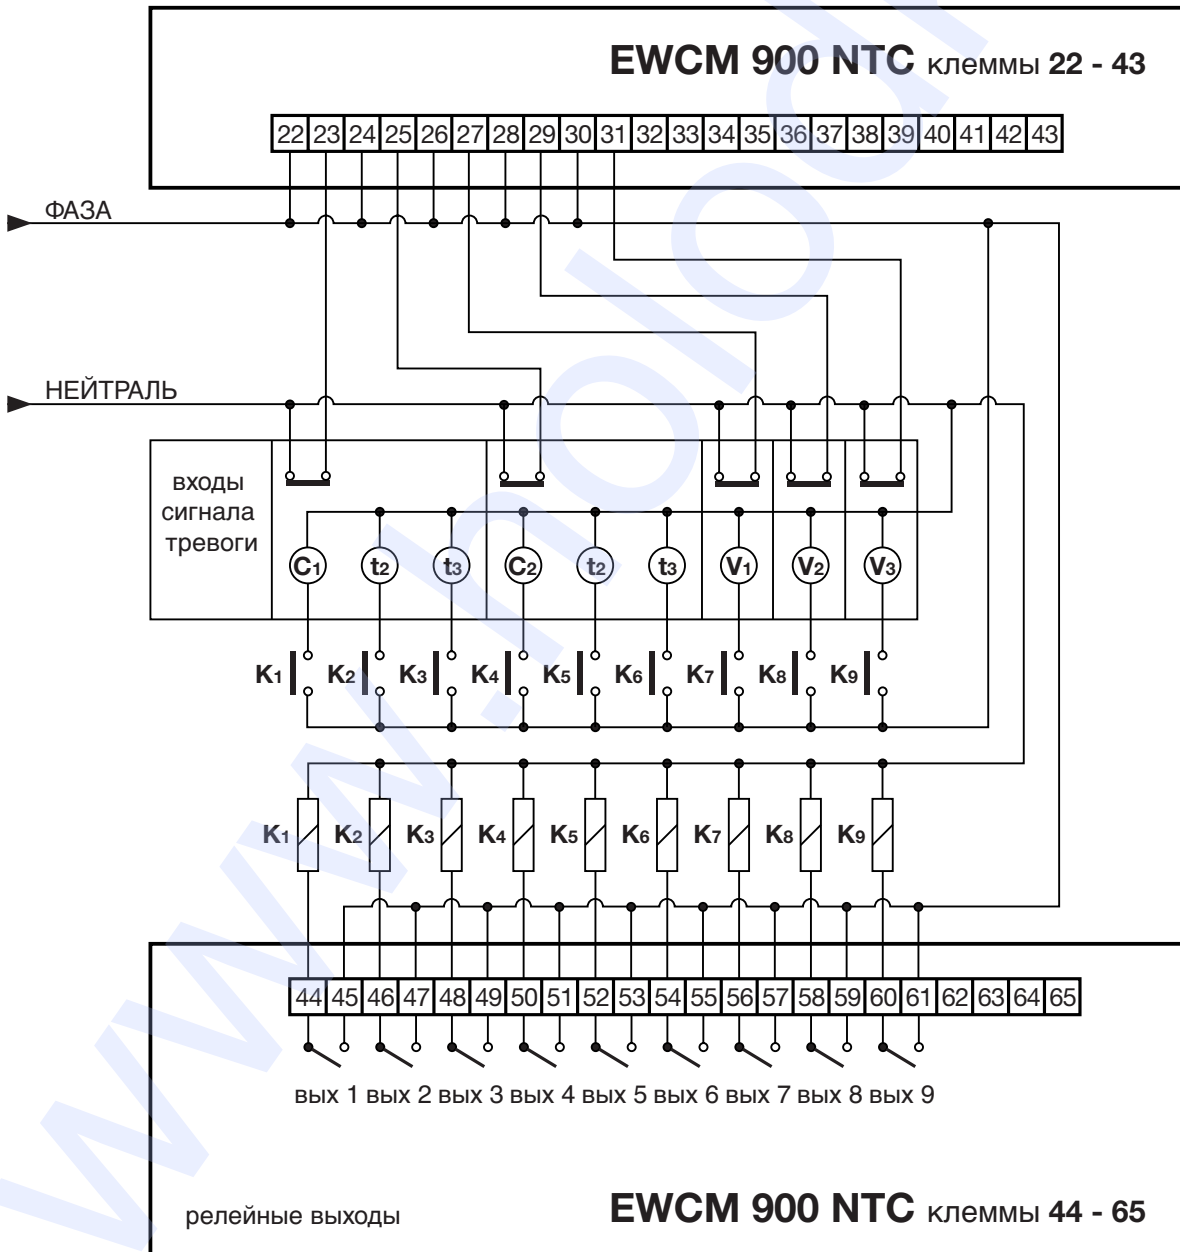 EWCM 900 NTC клеммы 22 - 43
22 23 24 25 26 27 28 29 30 31 32 33 34 35 36 37 38 39 40 41 42 43
ФАЗА
НЕЙТРАЛЬ
входы
сигнала
тревоги
C1 t2 t3 C2 t2 t3 V1 V2 V3
K1 K2 K3 K4 K5 K6 K7 K8 K9
K1 K2 K3 K4 K5 K6 K7 K8 K9
44 45 46 47 48 49 50 51 52 53 54 55 56 57 58 59 60 61 62 63 64 65
вых 1 вых 2 вых 3 вых 4 вых 5 вых 6 вых 7 вых 8 вых 9
релейные выходы
EWCM 900 NTC клеммы 44 - 65